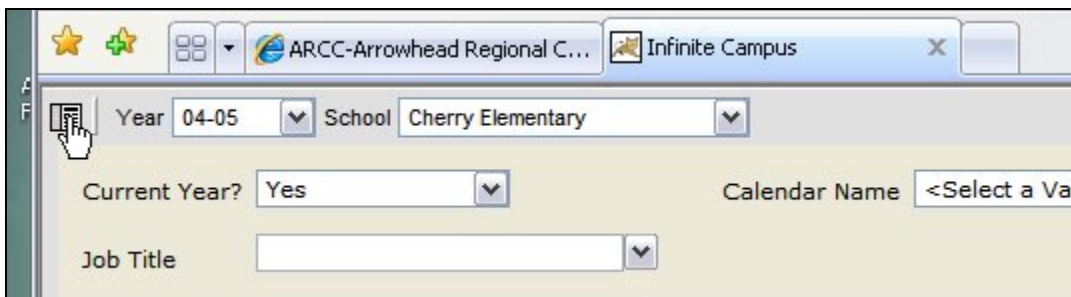 ARCC-Arrowhead Regional C... Infinite Campus
Year 04-05 School Cherry Elementary
Current Year? Yes Calendar Name <Select a Va
Job Title